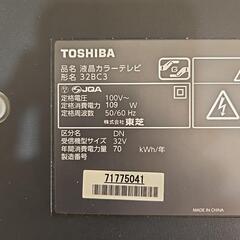 TOSHIBA
品名 液晶カラーテレビ
形名 32BC3
JQA
定格電圧 100V~
定格消費電力 109 W
定格周波数 50/60 Hz
株式会社 東芝
区分 DN
受信機型サイズ 32V
年間消費電力量 70 kWh/年
製造番号
71775041
MADE IN CHINA